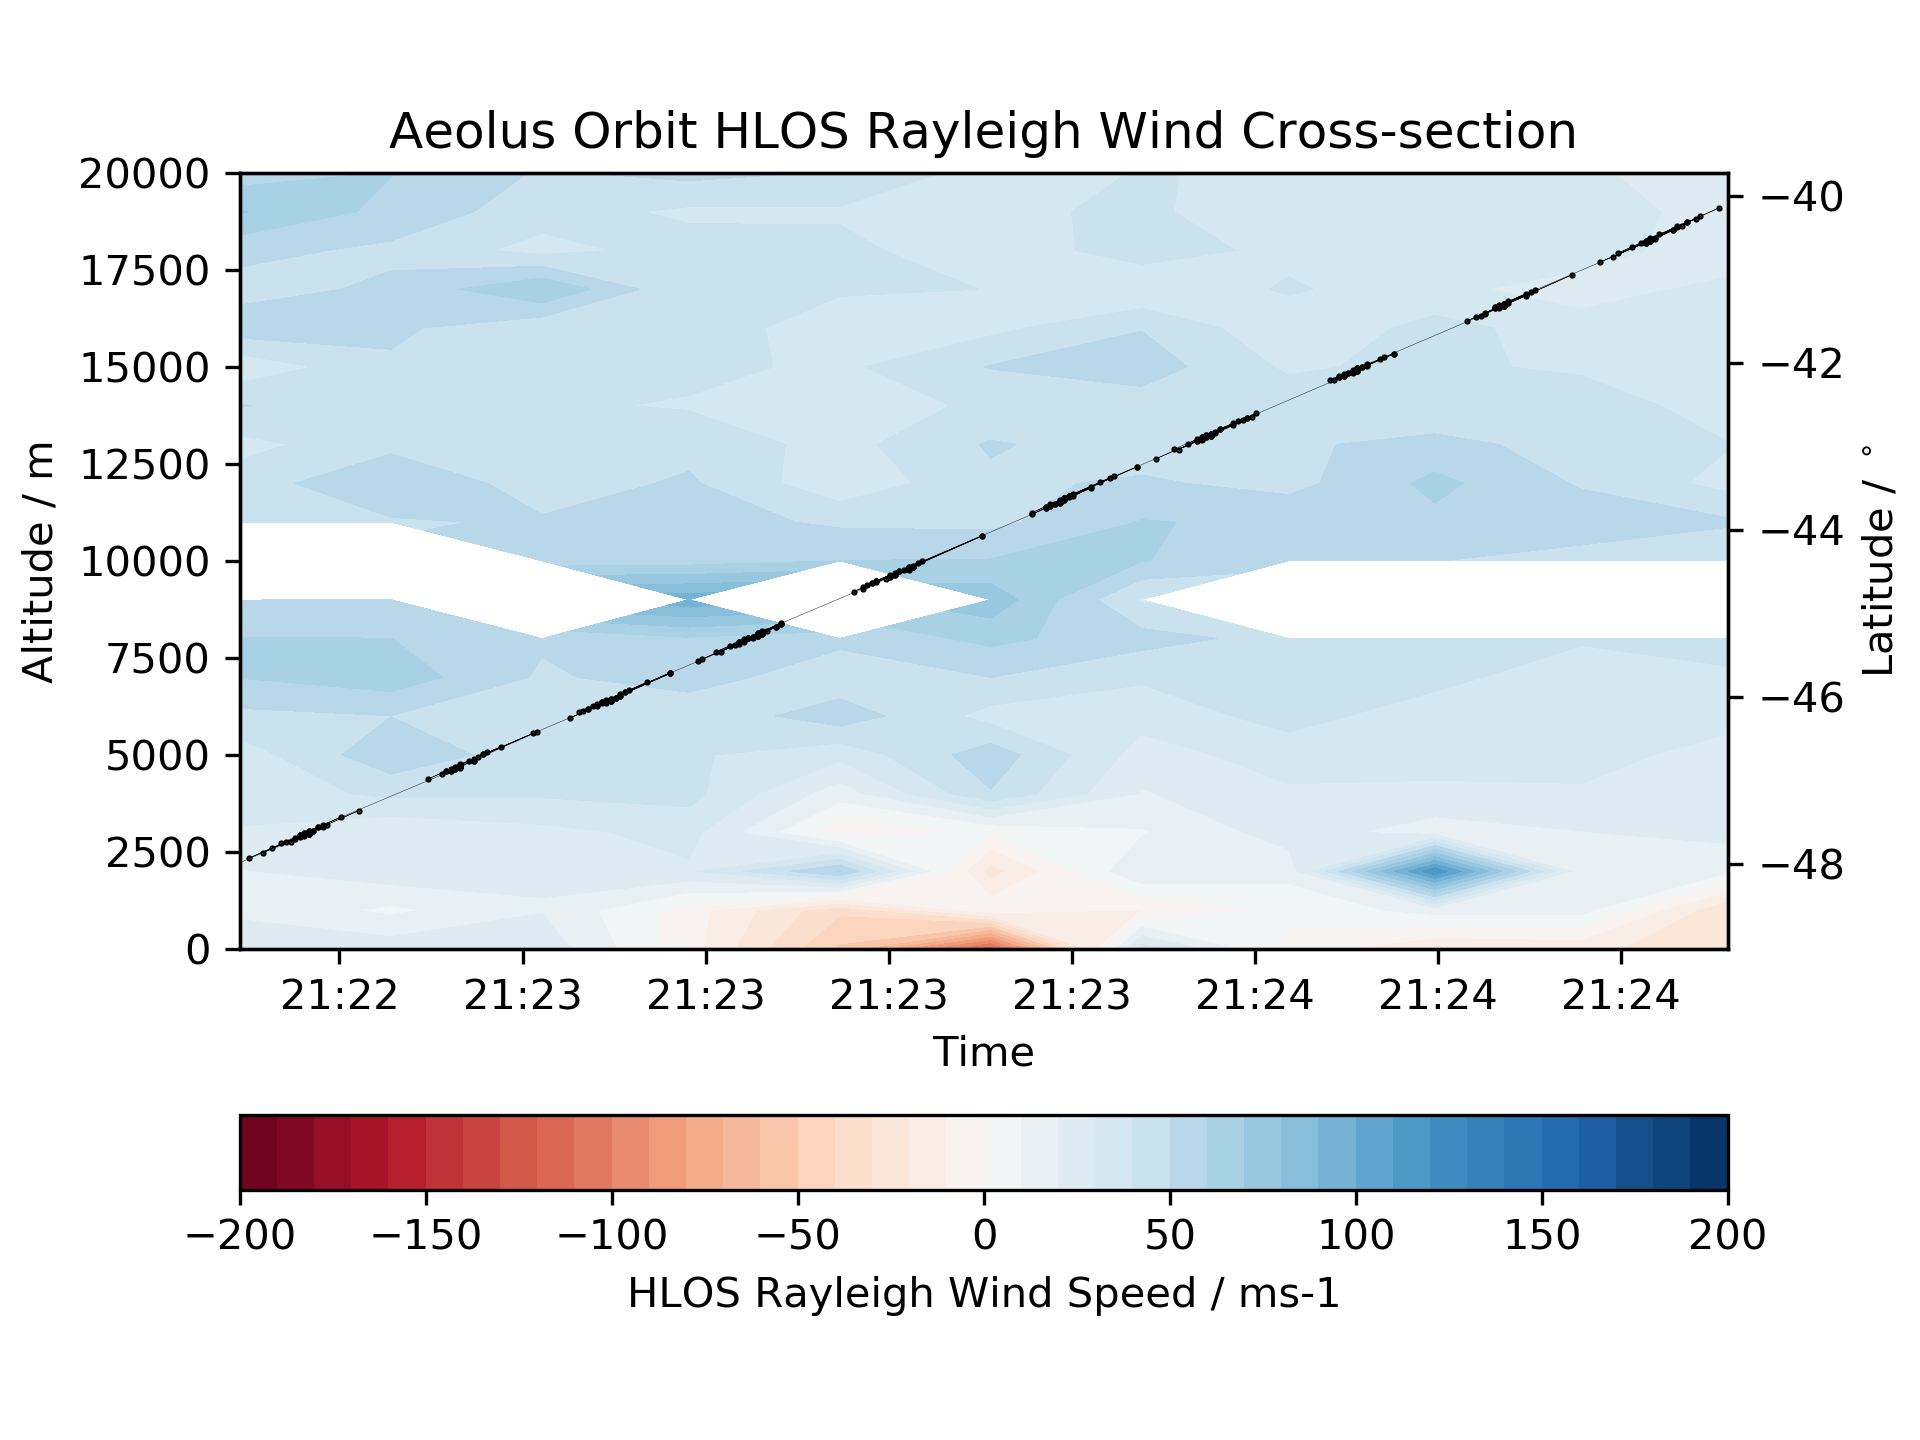 Aeolus Orbit HLOS Rayleigh Wind Cross-section
20000
17500
15000
12500
10000
7500
5000
2500
0
Altitude / m
−40
−42
−44
−46
−48
Latitude / °
21:22 21:23 21:23 21:23 21:23 21:24 21:24 21:24
Time
−200 −150 −100 −50 0 50 100 150 200
HLOS Rayleigh Wind Speed / ms-1